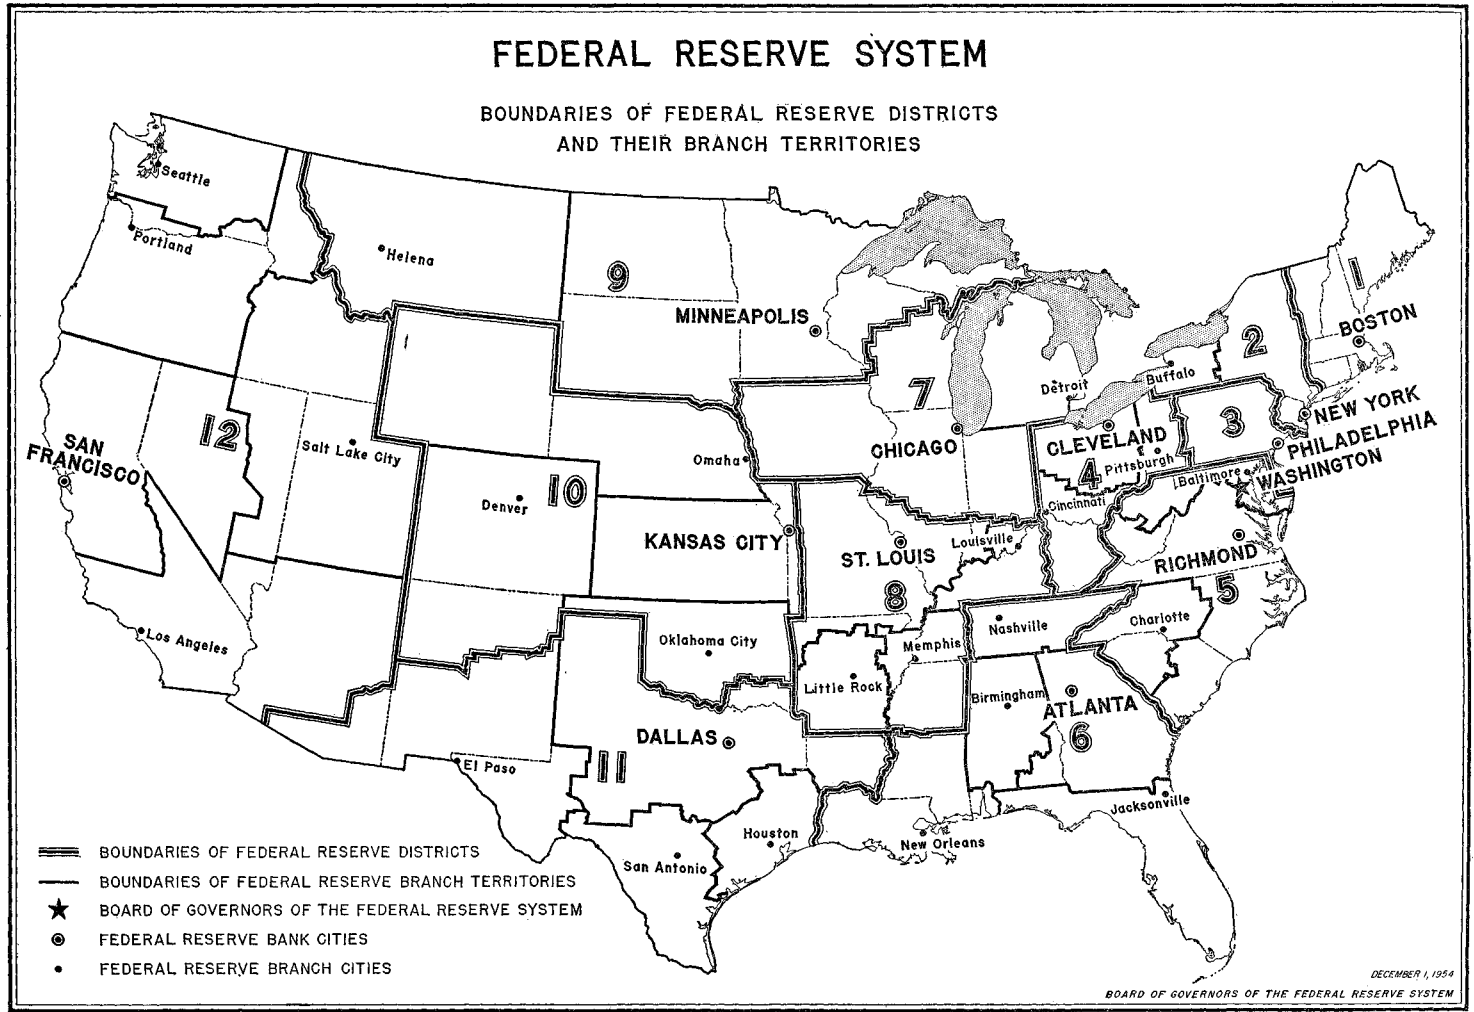 FEDERAL RESERVE SYSTEM
BOUNDARIES OF FEDERAL RESERVE DISTRICTS
AND THEIR BRANCH TERRITORIES
Seattle
Portland
Helena
9
MINNEAPOLIS
1
BOSTON
2
Buffalo
Detroit
7
CHICAGO
CLEVELAND
4
Pittsburgh
Cincinnati
3
NEW YORK
PHILADELPHIA
WASHINGTON
Baltimore
SAN
FRANCISCO
12
Salt Lake City
Omaha
Denver
10
KANSAS CITY
ST. LOUIS
8
Louisville
RICHMOND
5
Los Angeles
Oklahoma City
Memphis
Nashville
Charlotte
Little Rock
Birmingham
ATLANTA
6
DALLAS
11
El Paso
Houston
San Antonio
New Orleans
Jacksonville
BOUNDARIES OF FEDERAL RESERVE DISTRICTS
BOUNDARIES OF FEDERAL RESERVE BRANCH TERRITORIES
BOARD OF GOVERNORS OF THE FEDERAL RESERVE SYSTEM
FEDERAL RESERVE BANK CITIES
FEDERAL RESERVE BRANCH CITIES
DECEMBER 1, 1954
BOARD OF GOVERNORS OF THE FEDERAL RESERVE SYSTEM